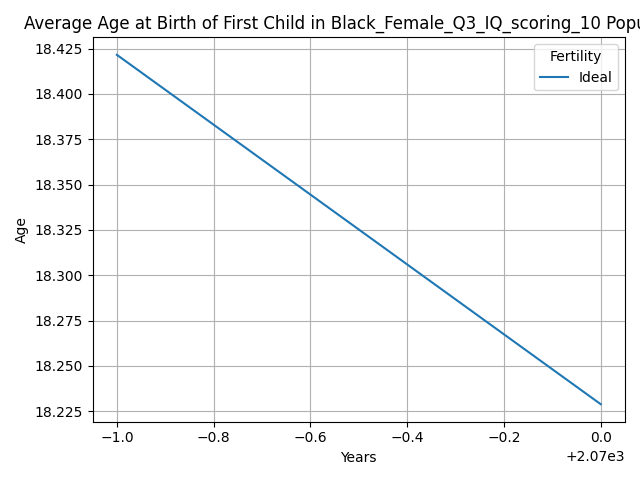 Average Age at Birth of First Child in Black_Female_Q3_IQ_scoring_10 Popu
Fertility
Ideal
18.425
18.400
18.375
18.350
18.325
18.300
18.275
18.250
18.225
Age
−1.0 −0.8 −0.6 −0.4 −0.2 0.0
Years
+2.07e3